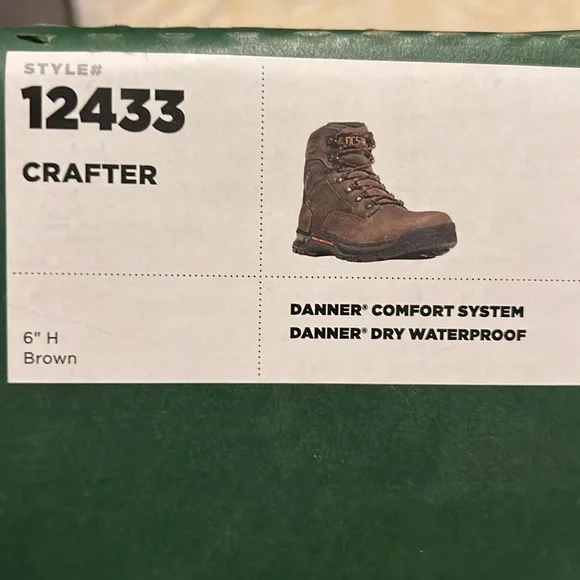 STYLE#
12433
CRAFTER
DANNER® COMFORT SYSTEM
DANNER® DRY WATERPROOF
6" H
Brown